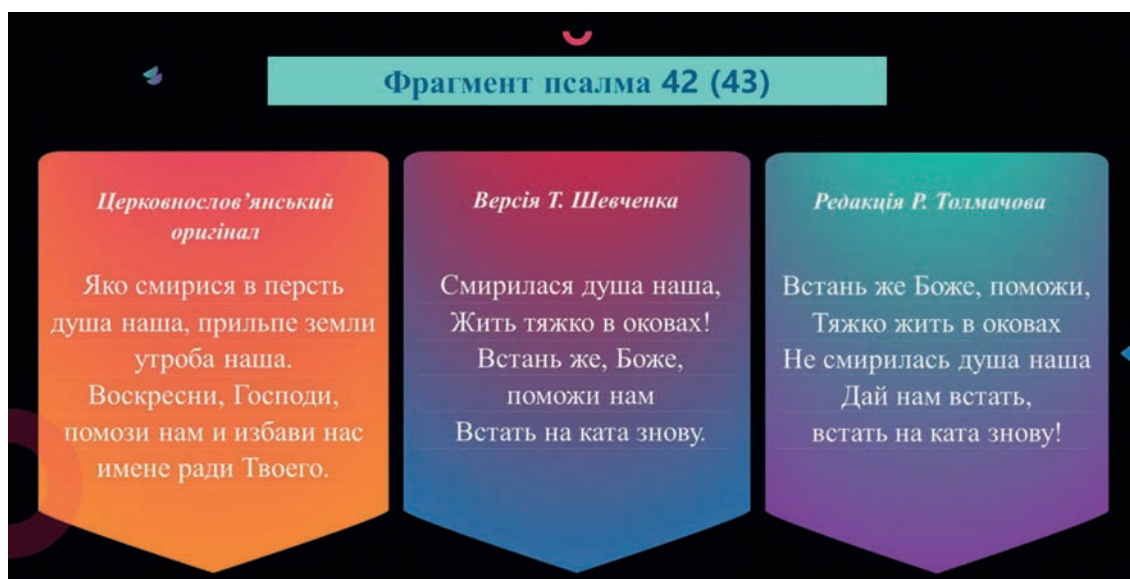 Фрагмент псалма 42 (43)
Церковнослов’янський
оригінал
Яко смирися в персть
душа наша, прильпе земли
утроба наша.
Воскресни, Господи,
помози нам и избави нас
имене ради Твоего.
Версія Т. Шевченка
Смирилася душа наша,
Жить тяжко в оковах!
Встань же, Боже,
поможи нам
Встать на ката знову.
Редакція Р. Толмачова
Встань же Боже, поможи,
Тяжко жить в оковах
Не смирилась душа наша
Дай нам встать,
встать на ката знову!